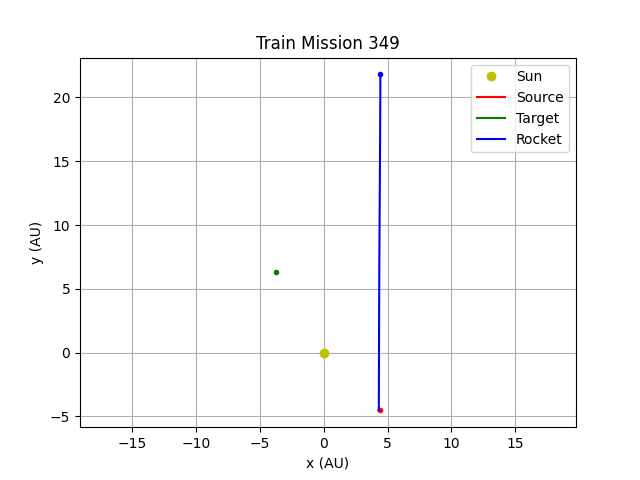 Train Mission 349
Sun
Source
Target
Rocket
20
15
10
5
0
−5
y (AU)
−15
−10
−5
0
5
10
15
x (AU)